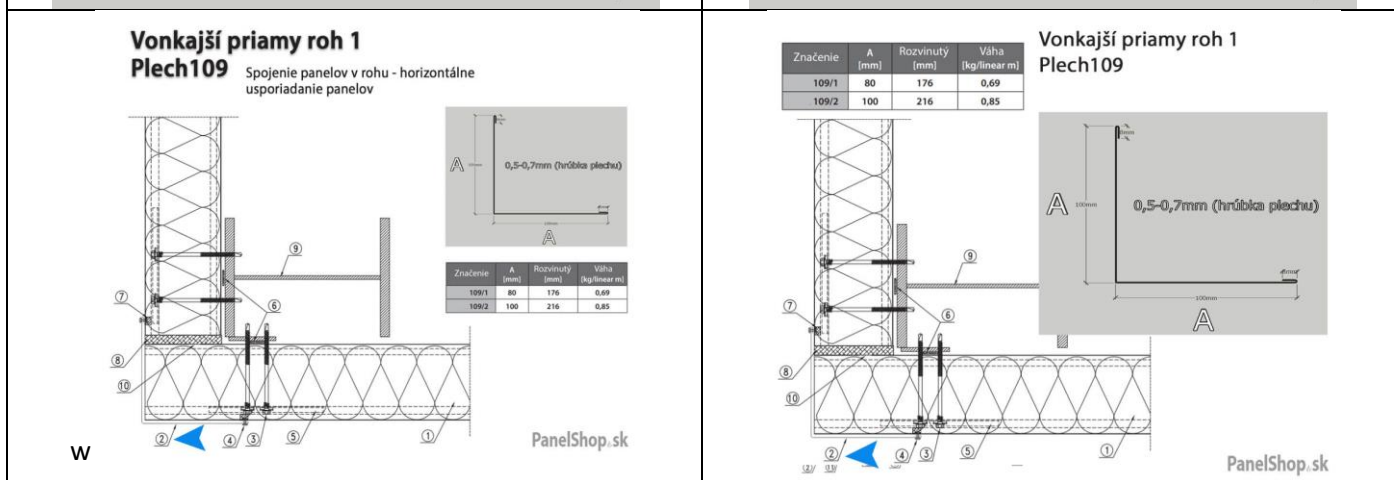 Vonkajší priamy roh 1
Plech109
Spojenie panelov v rohu - horizontálne
usporiadanie panelov
A
0,5-0,7mm (hrúbka plechu)
A
Značenie A [mm] Rozvinutý [mm] Váha [kg/linear m]
109/1 80 176 0,69
109/2 100 216 0,85
9
7
6
8
10
2
4
3
5
1
w
PanelShop.sk
Vonkajší priamy roh 1
Plech109
Značenie A [mm] Rozvinutý [mm] Váha [kg/linear m]
109/1 80 176 0,69
109/2 100 216 0,85
A
100mm
0,5-0,7mm (hrúbka plechu)
100mm
A
9
7
6
8
10
2
4
3
5
1
PanelShop.sk